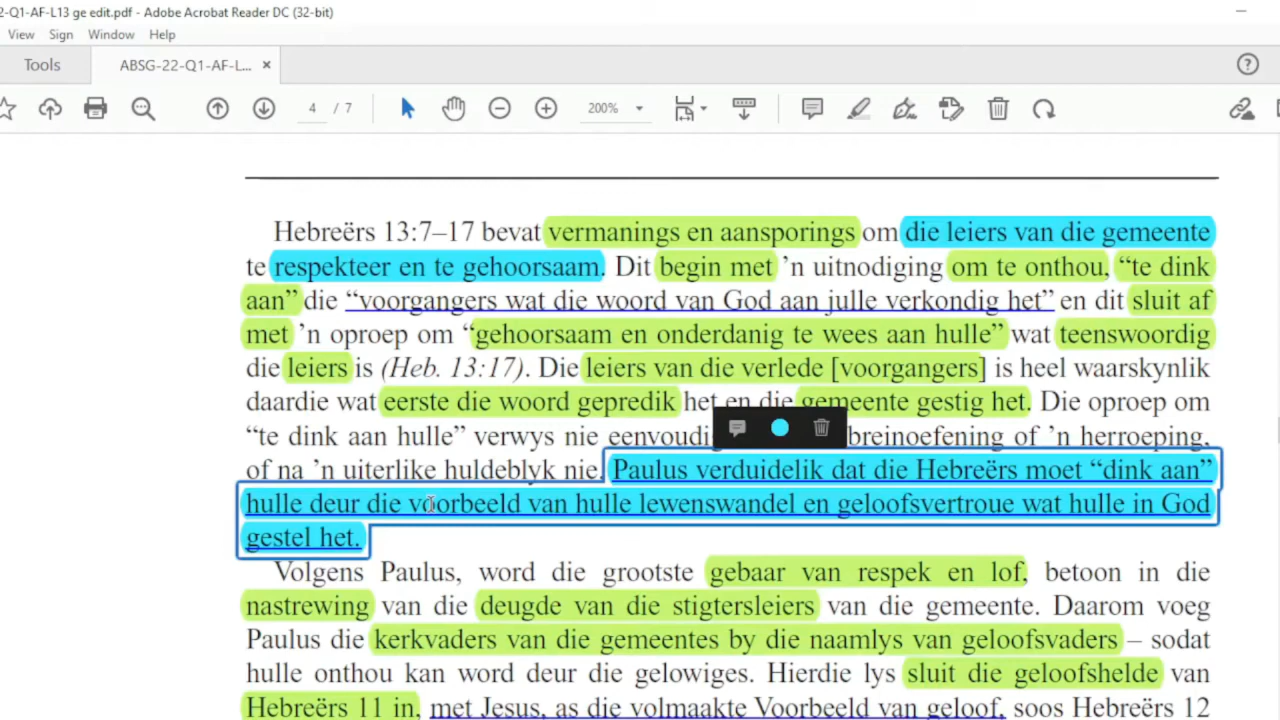 2-Q1-AF-L13 ge edit.pdf - Adobe Acrobat Reader DC (32-bit)
View Sign Window Help
Tools ABSG-22-Q1-AF-L... ×
4 / 7 200%
Hebreërs 13:7–17 bevat vermanings en aansporings om die leiers van die gemeente
te respekteer en te gehoorsaam. Dit begin met ’n uitnodiging om te onthou, “te dink
aan” die “voorgangers wat die woord van God aan julle verkondig het” en dit sluit af
met ’n oproep om “gehoorsaam en onderdanig te wees aan hulle” wat teenswoordig
die leiers is (Heb. 13:17). Die leiers van die verlede [voorgangers] is heel waarskynlik
daardie wat eerste die woord gepredik het en die gemeente gestig het. Die oproep om
“te dink aan hulle” verwys nie breinoefening of ’n herroeping,
of na ’n uiterlike huldeblyk nie. Paulus verduidelik dat die Hebreërs moet “dink aan”
hulle deur die voorbeeld van hulle lewenswandel en geloofsvertroue wat hulle in God
gestel het.
Volgens Paulus, word die grootste gebaar van respek en lof, betoon in die
nastrewing van die deugde van die stigtersleiers van die gemeente. Daarom voeg
Paulus die kerkvaders van die gemeentes by die naamlys van geloofsvaders – sodat
hulle onthou kan word deur die gelowiges. Hierdie lys sluit die geloofshelde van
Hebreërs 11 in, met Jesus, as die volmaakte Voorbeeld van geloof, soos Hebreërs 12